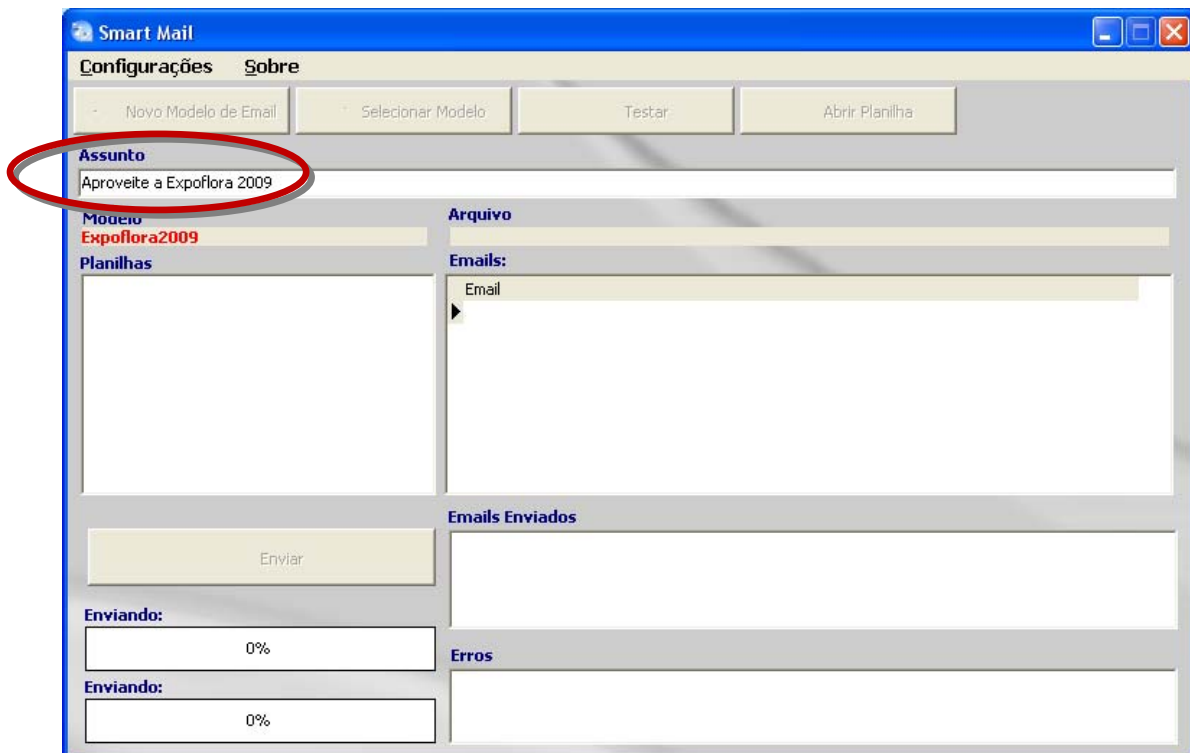 Smart Mail
Configurações Sobre
Novo Modelo de Email Selecionar Modelo Testar Abrir Planilha
Assunto
Aproveite a Expoflora 2009
Modelo Arquivo
Expoflora2009
Planilhas Emails:
Email
Emails Enviados
Enviar
Enviando:
0%
Erros
Enviando:
0%